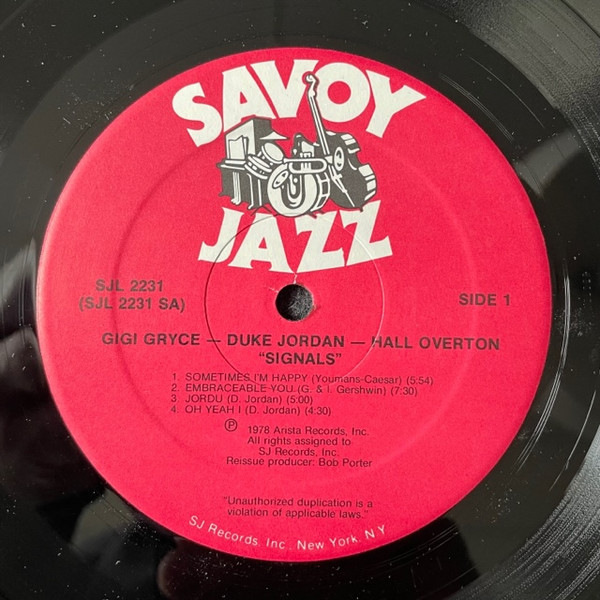 SAVOY
JAZZ
SJL 2231
(SJL 2231 SA)
SIDE 1
GIGI GRYCE — DUKE JORDAN — HALL OVERTON
"SIGNALS"
1. SOMETIMES I'M HAPPY (Youmans-Caesar) (5:54)
2. EMBRACEABLE YOU (G. & I. Gershwin) (7:30)
3. JORDU (D. Jordan) (5:00)
4. OH YEAH I (D. Jordan) (4:30)
Ⓟ 1978 Arista Records, Inc.
All rights assigned to
SJ Records, Inc.
Reissue producer: Bob Porter
"Unauthorized duplication is a
violation of applicable laws."
SJ Records, Inc., New York, N.Y.